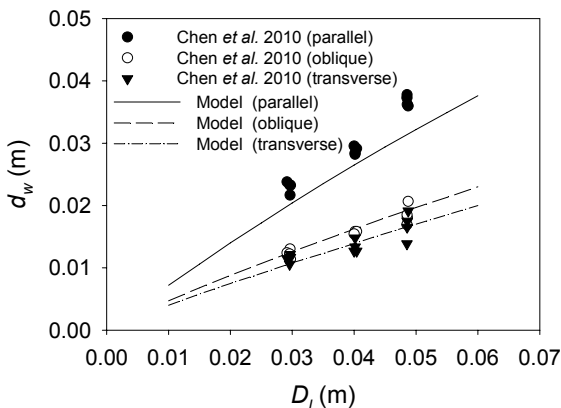 0.05
0.04
0.03
0.02
0.01
0.00
d_w (m)
Chen et al. 2010 (parallel)
Chen et al. 2010 (oblique)
Chen et al. 2010 (transverse)
Model (parallel)
Model (oblique)
Model (transverse)
0.00 0.01 0.02 0.03 0.04 0.05 0.06 0.07
D_l (m)